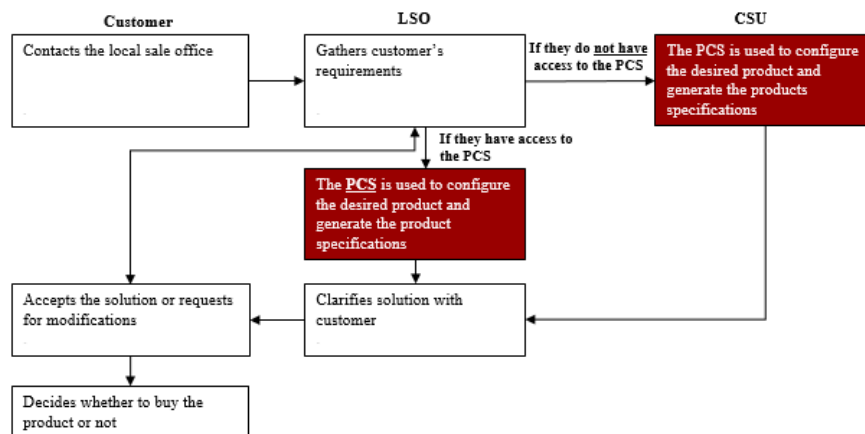 Customer
LSO
CSU
Contacts the local sale office
Gathers customer's
requirements
If they do not have
access to the PCS
The PCS is used to configure
the desired product and
generate the products
specifications
If they have access to
the PCS
The PCS is used to configure
the desired product and
generate the product
specifications
Accepts the solution or requests
for modifications
Clarifies solution with
customer
Decides whether to buy the
product or not